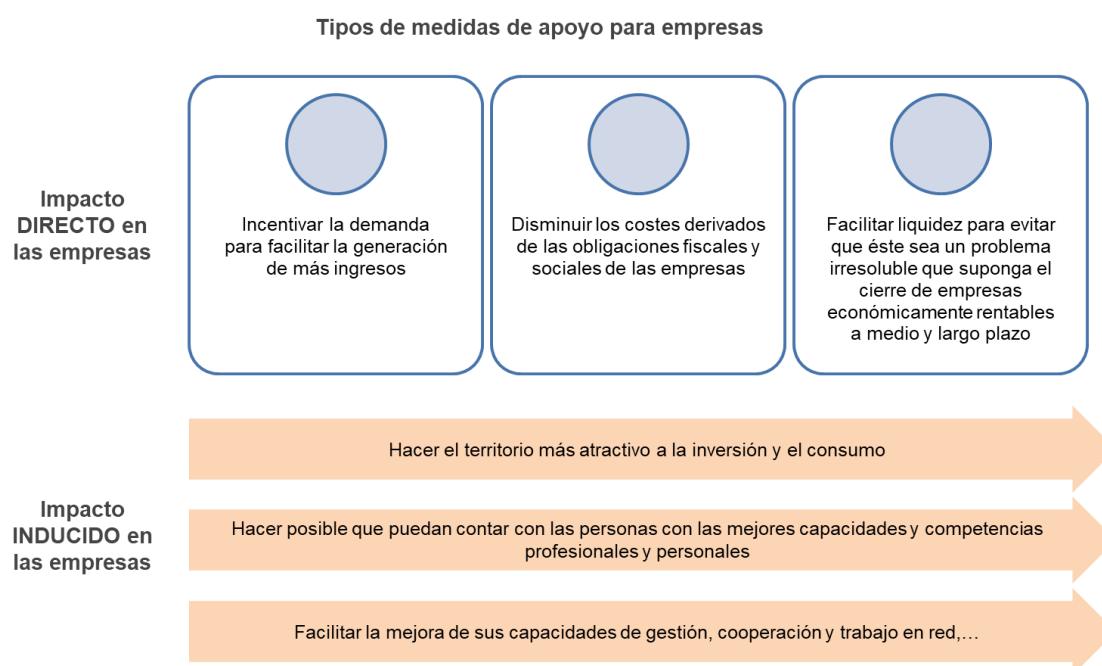 Tipos de medidas de apoyo para empresas
Impacto
DIRECTO en
las empresas
Incentivar la demanda
para facilitar la generación
de más ingresos
Disminuir los costes derivados
de las obligaciones fiscales y
sociales de las empresas
Facilitar liquidez para evitar
que éste sea un problema
irresoluble que suponga el
cierre de empresas
económicamente rentables
a medio y largo plazo
Impacto
INDUCIDO en
las empresas
Hacer el territorio más atractivo a la inversión y el consumo
Hacer posible que puedan contar con las personas con las mejores capacidades y competencias
profesionales y personales
Facilitar la mejora de sus capacidades de gestión, cooperación y trabajo en red,…